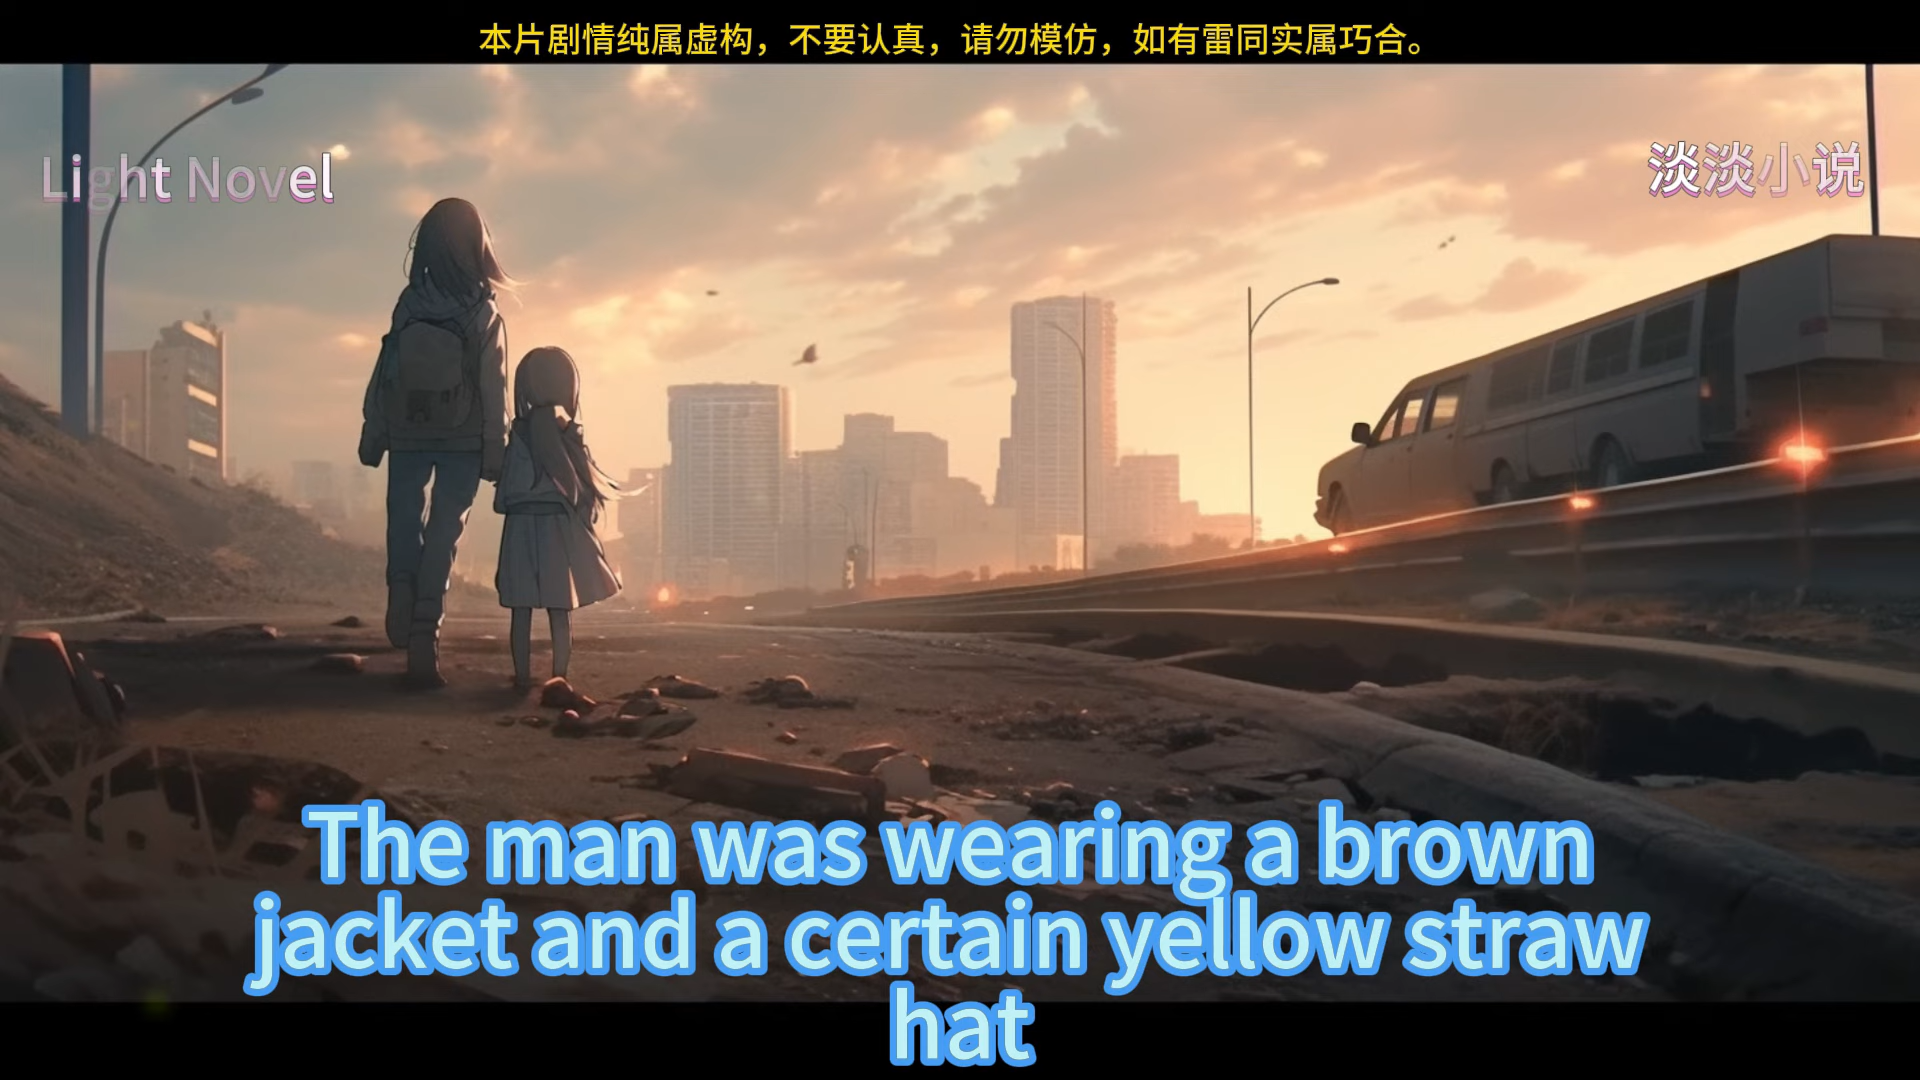 本片剧情纯属虚构，不要认真，请勿模仿，如有雷同实属巧合。
Light Novel
淡淡小说
The man was wearing a brown
jacket and a certain yellow straw
hat